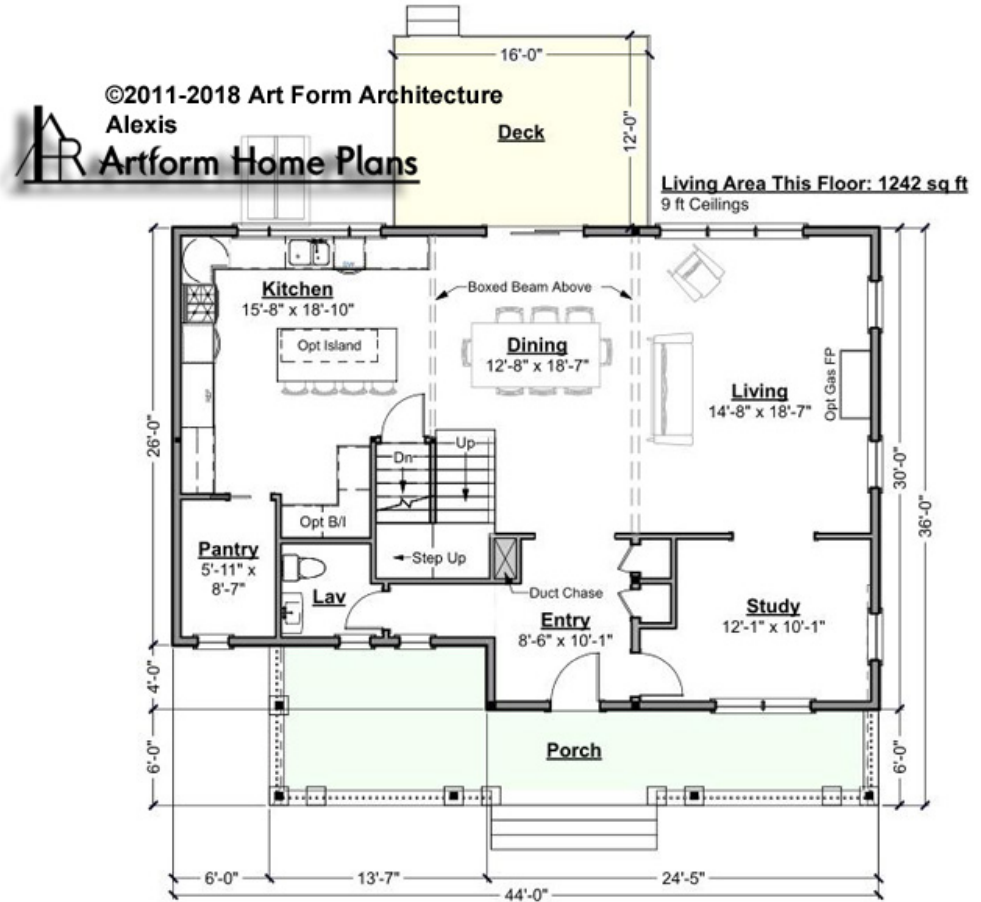 16'-0"
©2011-2018 Art Form Architecture
Alexis
Artform Home Plans
Deck
12'-0"
Living Area This Floor: 1242 sq ft
9 ft Ceilings
Kitchen
15'-8" x 18'-10"
Boxed Beam Above
Opt Island
Dining
12'-8" x 18'-7"
Living
14'-8" x 18'-7"
Opt Gas FP
26'-0"
30'-0"
36'-0"
Up
Dn
Opt B/I
Step Up
Pantry
5'-11" x
8'-7"
Lav
Duct Chase
Entry
8'-6" x 10'-1"
Study
12'-1" x 10'-1"
4'-0"
6'-0"
Porch
6'-0"
6'-0"
13'-7"
24'-5"
44'-0"